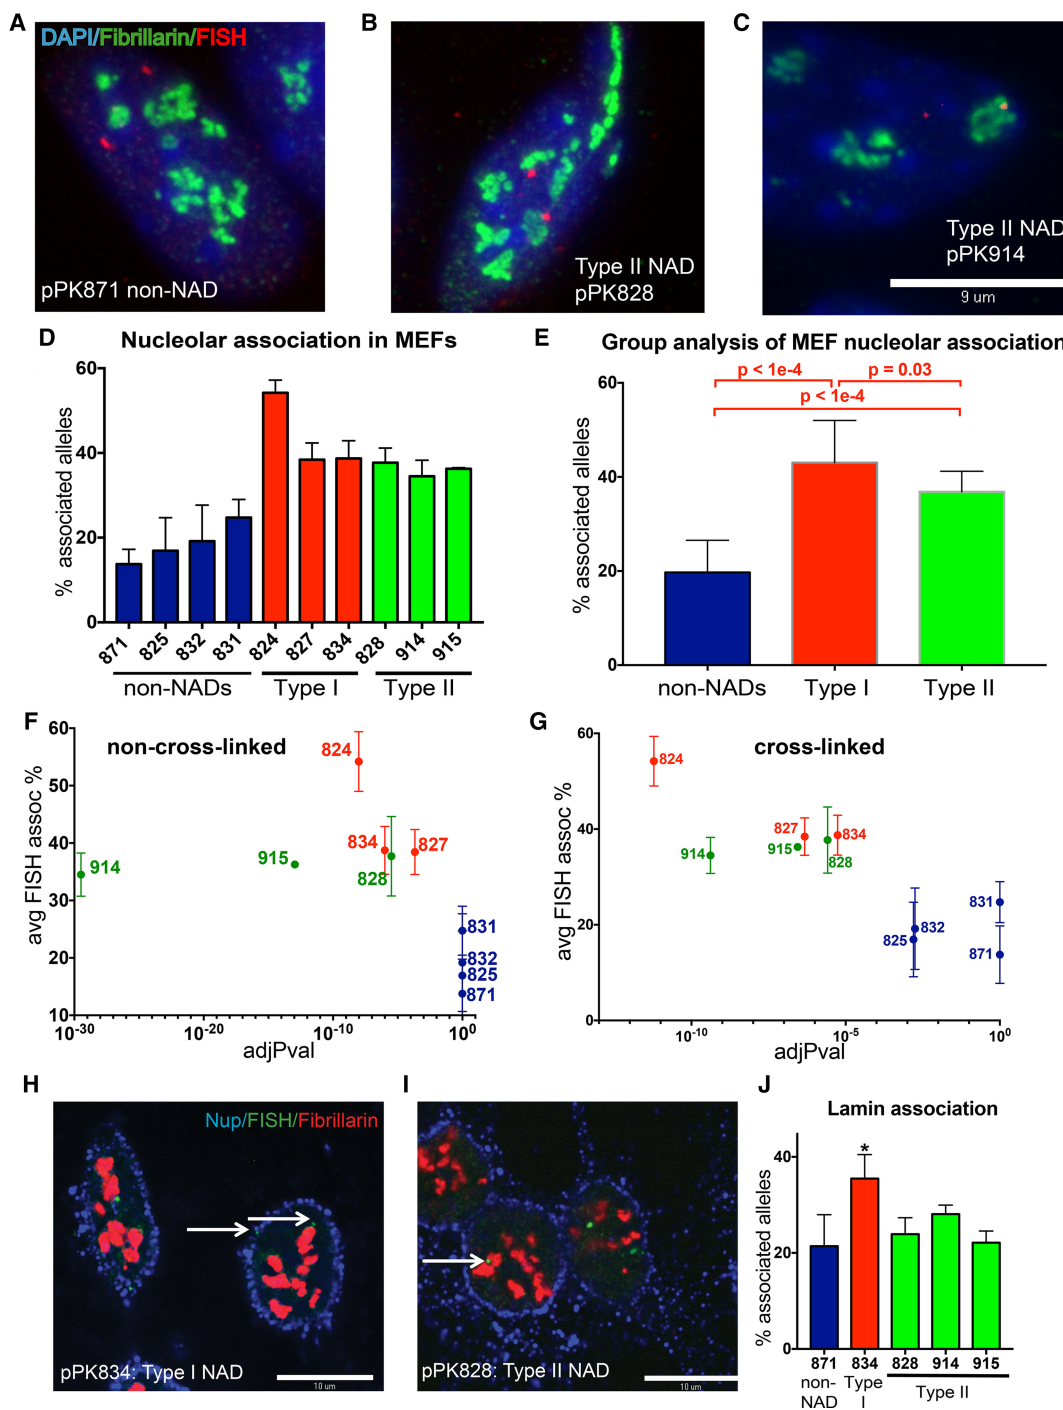 A
DAPI/Fibrillarin/FISH
pPK871 non-NAD
B
Type II NAD
pPK828
C
Type II NAD
pPK914
9 um
D
Nucleolar association in MEFs
% associated alleles
60
40
20
0
871
825
832
831
824
827
834
828
914
915
non-NADs
Type I
Type II
E
Group analysis of MEF nucleolar association
p < 1e-4
p = 0.03
p < 1e-4
% associated alleles
60
40
20
0
non-NADs
Type I
Type II
F
non-cross-linked
avg FISH assoc %
60
50
40
30
20
10
824
914
915
834
827
828
831
832
825
871
10⁻³⁰
10⁻²⁰
10⁻¹⁰
10⁰
adjPval
G
cross-linked
avg FISH assoc %
60
40
20
0
824
827
834
915
914
828
831
832
825
871
10⁻¹⁰
10⁻⁵
10⁰
adjPval
H
Nup/FISH/Fibrillarin
pPK834: Type I NAD
10 um
I
pPK828: Type II NAD
10 um
J
Lamin association
% associated alleles
40
20
0
*
871
834
828
914
915
non-
NAD
Type
I
Type II